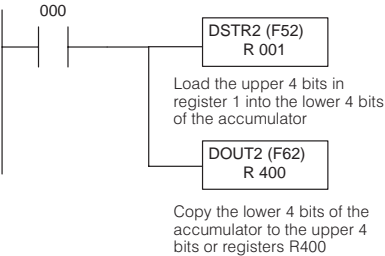 000
DSTR2 (F52)
R 001
Load the upper 4 bits in
register 1 into the lower 4 bits
of the accumulator
DOUT2 (F62)
R 400
Copy the lower 4 bits of the
accumulator to the upper 4
bits or registers R400